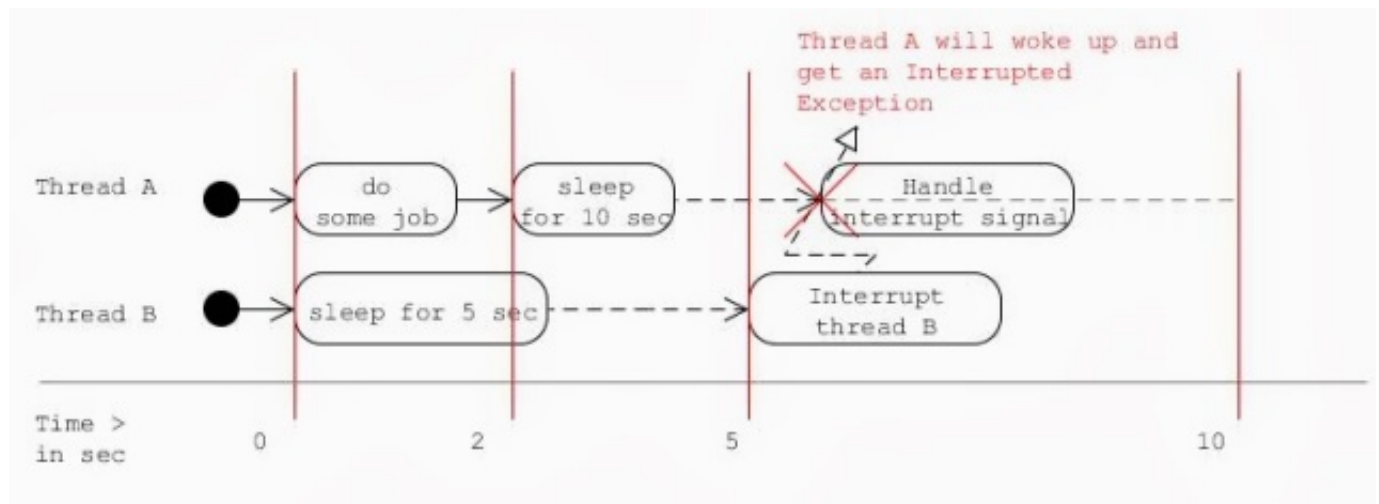 Thread A will woke up and
get an Interrupted
Exception
Thread A
do
some job
sleep
for 10 sec
Handle
interrupt signal
Thread B
sleep for 5 sec
Interrupt
thread B
Time >
in sec
0
2
5
10